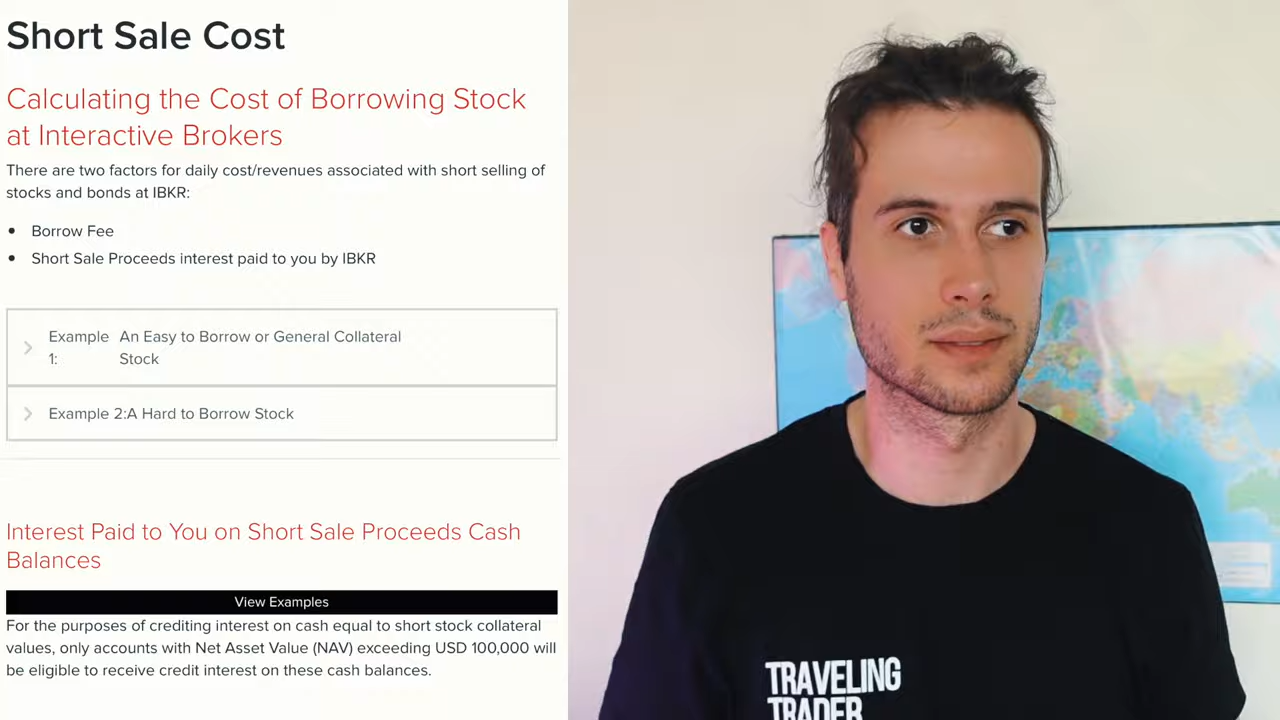 Short Sale Cost
Calculating the Cost of Borrowing Stock
at Interactive Brokers
There are two factors for daily cost/revenues associated with short selling of
stocks and bonds at IBKR:
Borrow Fee
Short Sale Proceeds interest paid to you by IBKR
Example 1:
An Easy to Borrow or General Collateral
Stock
Example 2:A Hard to Borrow Stock
Interest Paid to You on Short Sale Proceeds Cash
Balances
View Examples
For the purposes of crediting interest on cash equal to short stock collateral
values, only accounts with Net Asset Value (NAV) exceeding USD 100,000 will
be eligible to receive credit interest on these cash balances.
TRAVELING
TRADER